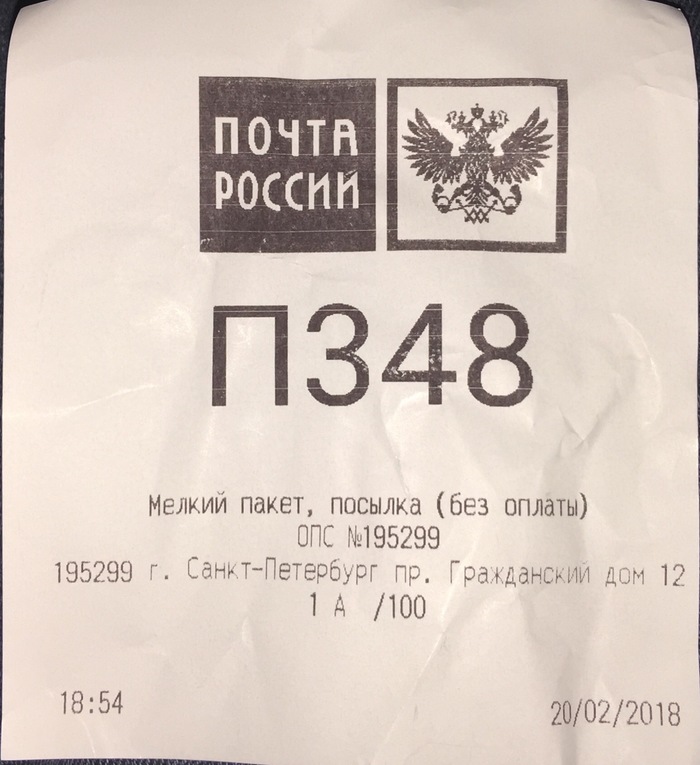 ПОЧТА
РОССИИ
П348
Мелкий пакет, посылка (без оплаты)
ОПС №195299
195299 г. Санкт-Петербург пр. Гражданский дом 12
1 А /100
18:54
20/02/2018